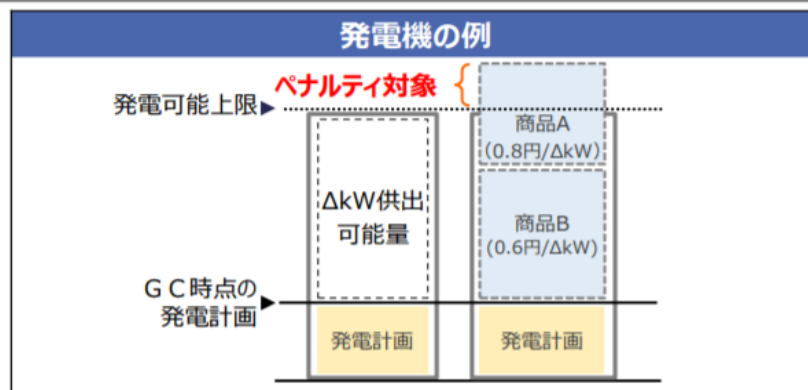 発電機の例
ペナルティ対象
発電可能上限
商品A
(0.8円/ΔkW)
ΔkW供出
可能量
商品B
(0.6円/ΔkW)
ＧＣ時点の
発電計画
発電計画
発電計画